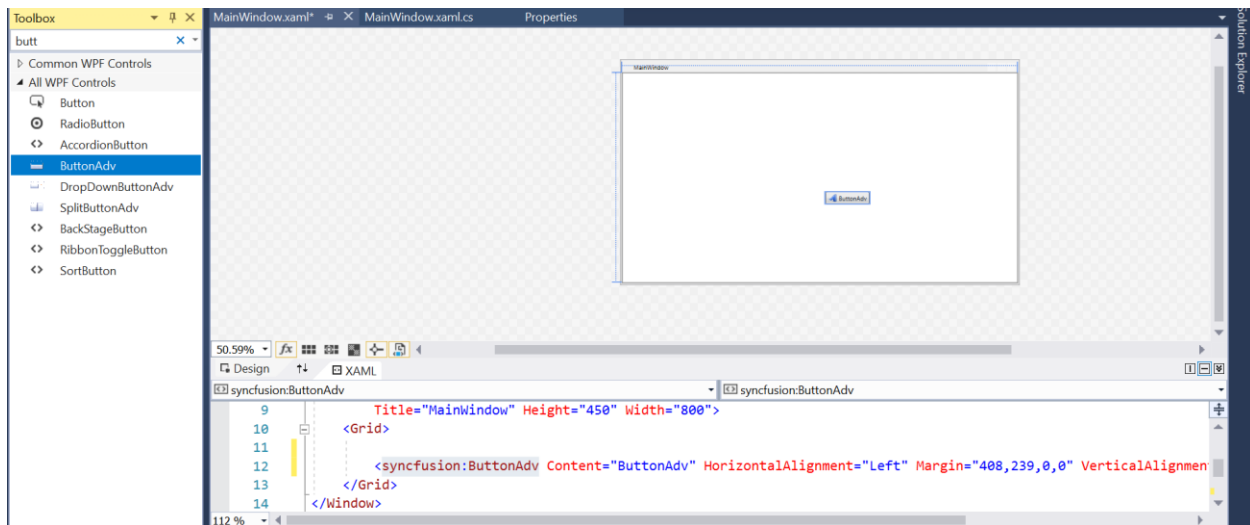 Toolbox
butt
Common WPF Controls
All WPF Controls
Button
RadioButton
AccordionButton
ButtonAdv
DropDownButtonAdv
SplitButtonAdv
BackStageButton
RibbonToggleButton
SortButton
MainWindow.xaml* MainWindow.xaml.cs Properties
MainWindow
ButtonAdv
50.59% fx
Design XAML
syncfusion:ButtonAdv syncfusion:ButtonAdv
9 Title="MainWindow" Height="450" Width="800">
10 <Grid>
11
12 <syncfusion:ButtonAdv Content="ButtonAdv" HorizontalAlignment="Left" Margin="408,239,0,0" VerticalAlignmen
13 </Grid>
14 </Window>
112 %
Solution Explorer